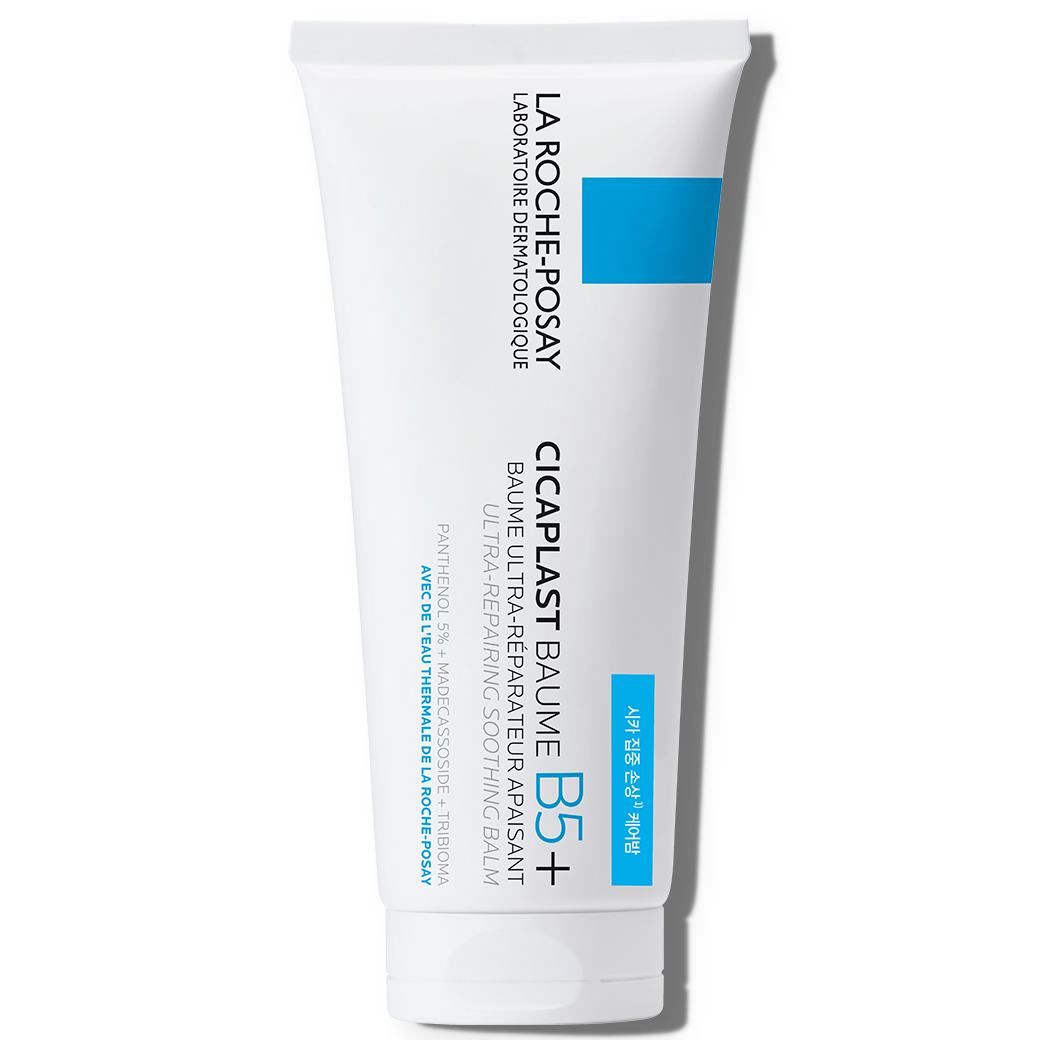 LA ROCHE-POSAY
LABORATOIRE DERMATOLOGIQUE
CICAPLAST BAUME B5+
BAUME ULTRA-RÉPARATEUR APAISANT
ULTRA-REPAIRING SOOTHING BALM
PANTHENOL 5% + MADECASSOSIDE + TRIBIOMA
AVEC DE L'EAU THERMALE DE LA ROCHE-POSAY
시카 집중 손상¹⁾ 케어밤